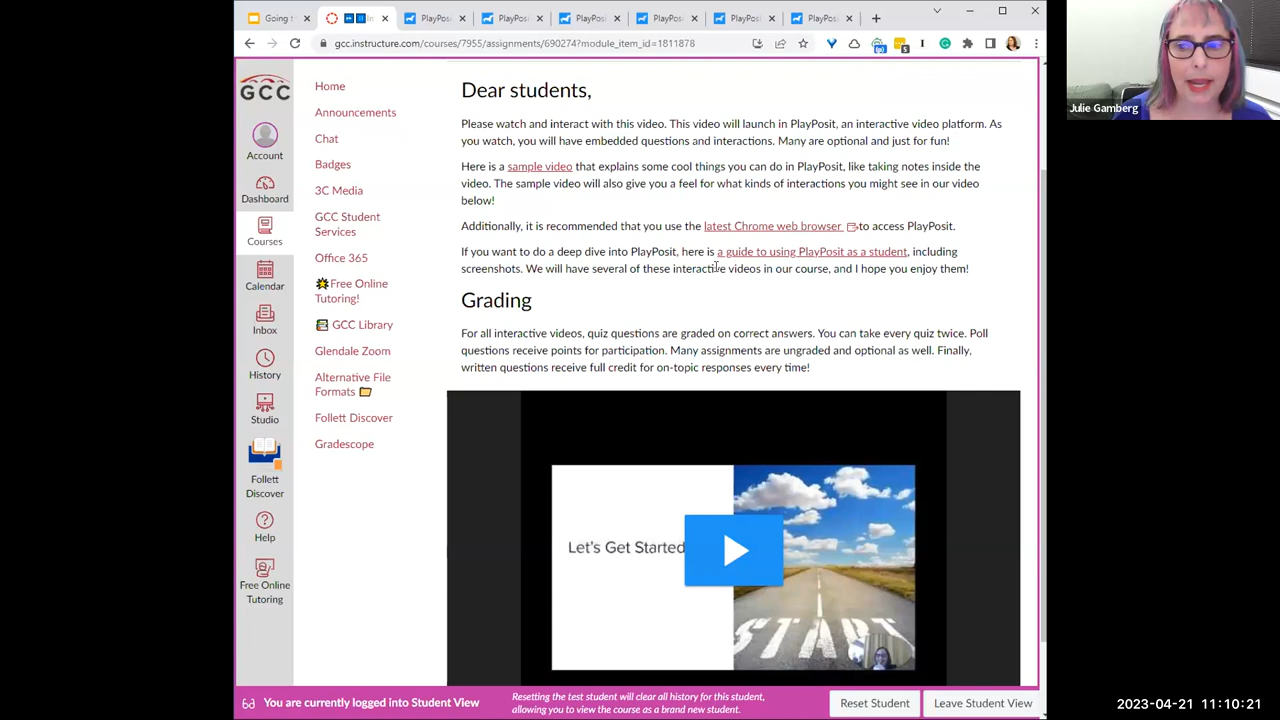 Going t
In
PlayPosi
PlayPosi
PlayPosi
PlayPosi
PlayPosi
PlayPosi
gcc.instructure.com/courses/7955/assignments/690274?module_item_id=1811878
Julie Gamberg
GCC
Account
Dashboard
Courses
Calendar
Inbox
History
Studio
Follett
Discover
Help
Free Online
Tutoring
Home
Announcements
Chat
Badges
3C Media
GCC Student
Services
Office 365
Free Online
Tutoring!
GCC Library
Glendale Zoom
Alternative File
Formats
Follett Discover
Gradescope
Dear students,
Please watch and interact with this video. This video will launch in PlayPosit, an interactive video platform. As
you watch, you will have embedded questions and interactions. Many are optional and just for fun!
Here is a sample video that explains some cool things you can do in PlayPosit, like taking notes inside the
video. The sample video will also give you a feel for what kinds of interactions you might see in our video
below!
Additionally, it is recommended that you use the latest Chrome web browser to access PlayPosit.
If you want to do a deep dive into PlayPosit, here is a guide to using PlayPosit as a student, including
screenshots. We will have several of these interactive videos in our course, and I hope you enjoy them!
Grading
For all interactive videos, quiz questions are graded on correct answers. You can take every quiz twice. Poll
questions receive points for participation. Many assignments are ungraded and optional as well. Finally,
written questions receive full credit for on-topic responses every time!
Let's Get Started
START
You are currently logged into Student View
Resetting the test student will clear all history for this student,
allowing you to view the course as a brand new student.
Reset Student
Leave Student View
2023-04-21 11:10:21